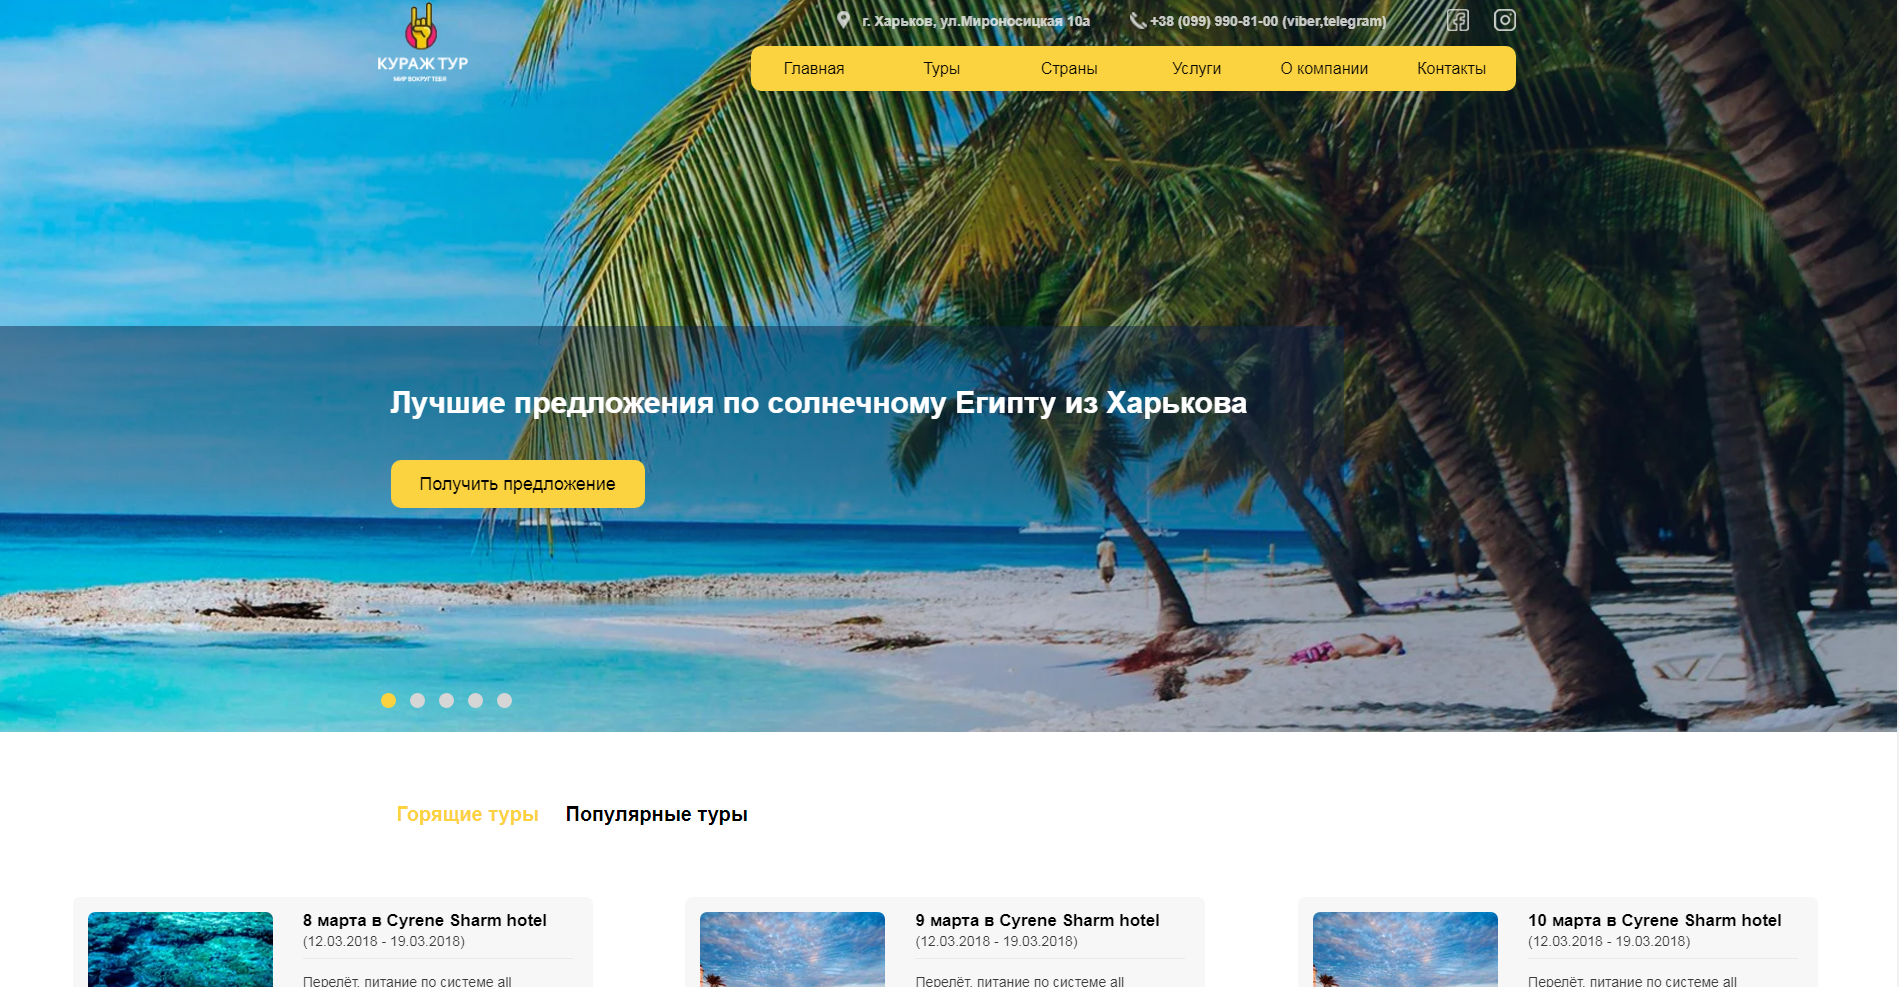 г. Харьков, ул.Мироносицкая 10а
+38 (099) 990-81-00 (viber,telegram)
КУРАЖ ТУР
МИР ВОКРУГ ТЕБЯ
Главная Туры Страны Услуги О компании Контакты
Лучшие предложения по солнечному Египту из Харькова
Получить предложение
Горящие туры Популярные туры
8 марта в Cyrene Sharm hotel
(12.03.2018 - 19.03.2018)
Перелёт, питание по системе all
9 марта в Cyrene Sharm hotel
(12.03.2018 - 19.03.2018)
Перелёт, питание по системе all
10 марта в Cyrene Sharm hotel
(12.03.2018 - 19.03.2018)
Перелёт, питание по системе all